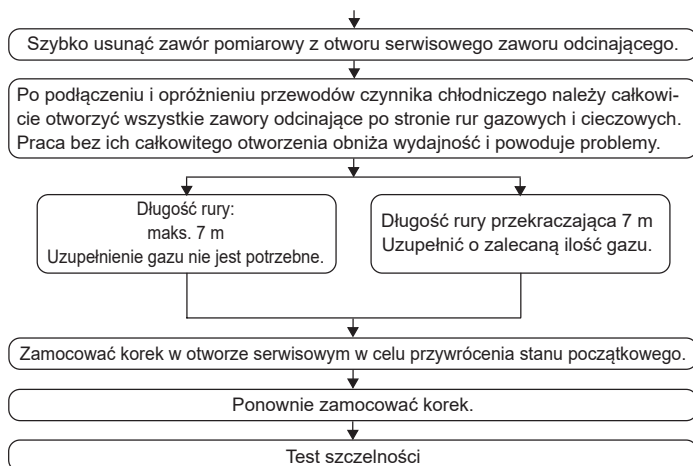 Szybko usunąć zawór pomiarowy z otworu serwisowego zaworu odcinającego.
Po podłączeniu i opróżnieniu przewodów czynnika chłodniczego należy całkowi-
cie otworzyć wszystkie zawory odcinające po stronie rur gazowych i cieczowych.
Praca bez ich całkowitego otworzenia obniża wydajność i powoduje problemy.
Długość rury:
maks. 7 m
Uzupełnienie gazu nie jest potrzebne.
Długość rury przekraczająca 7 m
Uzupełnić o zalecaną ilość gazu.
Zamocować korek w otworze serwisowym w celu przywrócenia stanu początkowego.
Ponownie zamocować korek.
Test szczelności